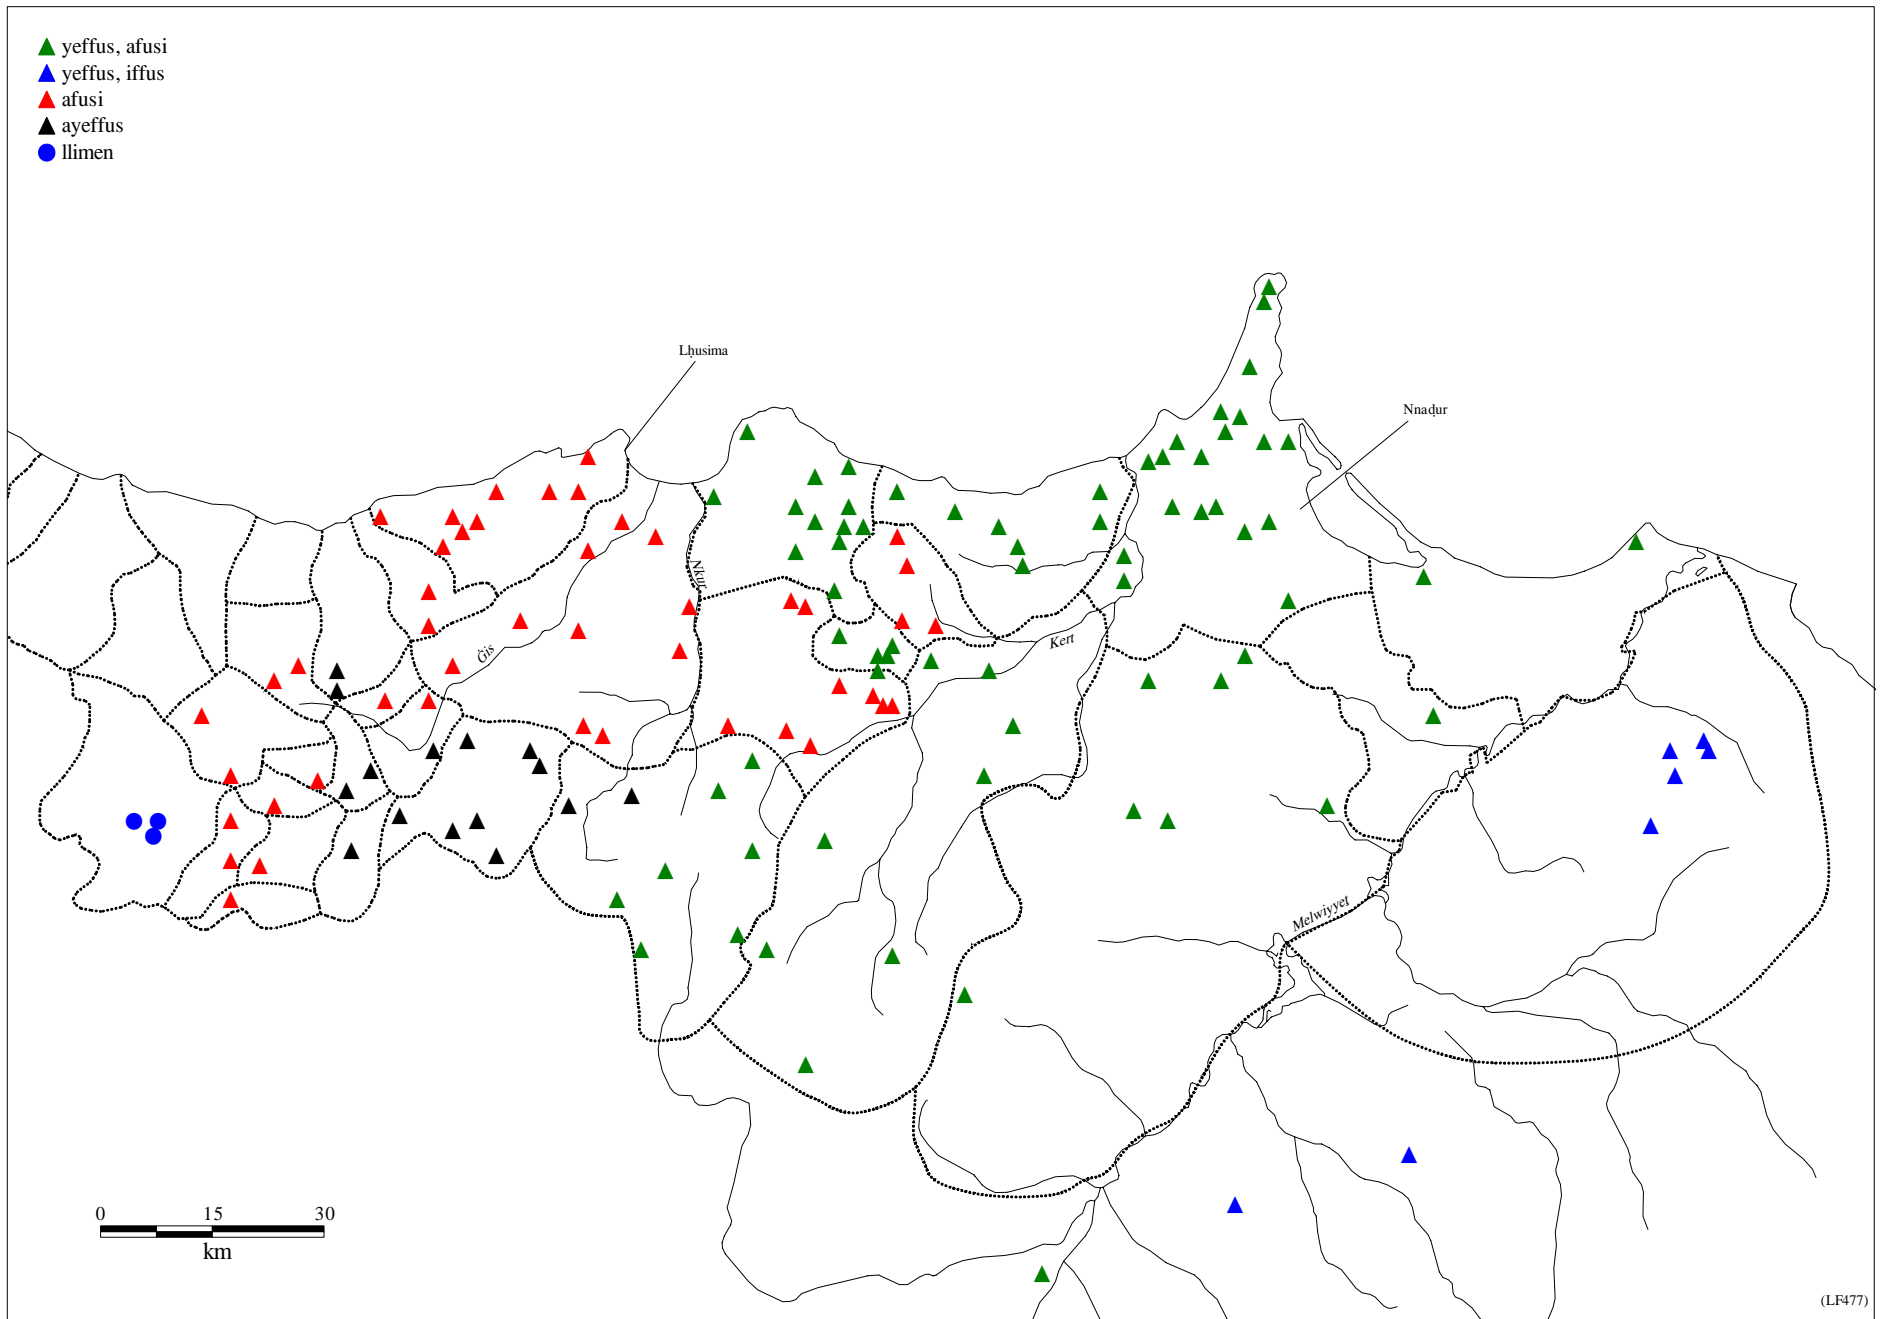 yeffus, afusi
yeffus, iffus
afusi
ayeffus
llimen
Lḥusima
Nnaḍur
Nkur
Kert
Ġis
Melwiyyet
0 15 30
km
(LF477)